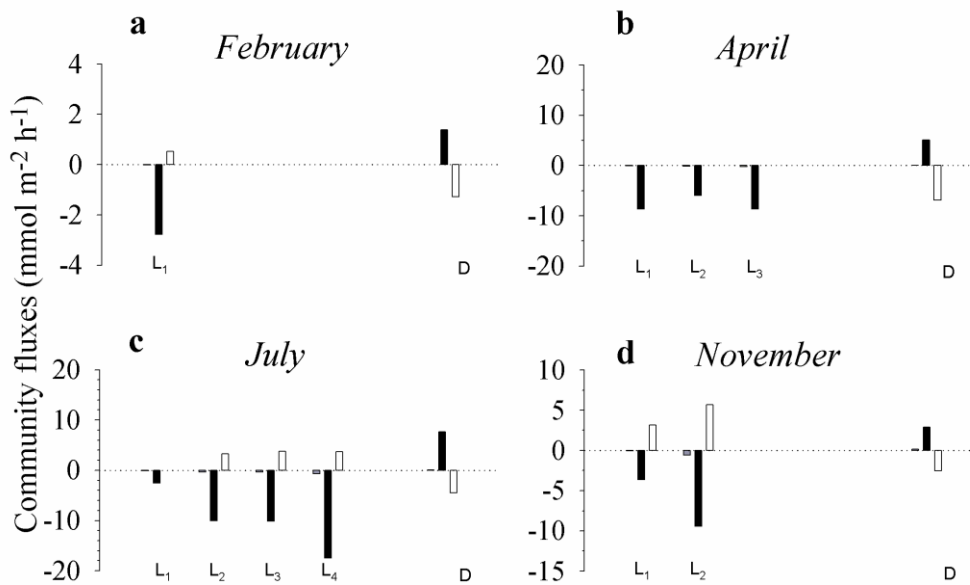 a
February
4
2
0
-2
-4
L₁
D
b
April
20
10
0
-10
-20
L₁ L₂ L₃
D
Community fluxes (mmol m⁻² h⁻¹)
c
July
20
10
0
-10
-20
L₁ L₂ L₃ L₄
D
d
November
10
5
0
-5
-10
-15
L₁ L₂
D